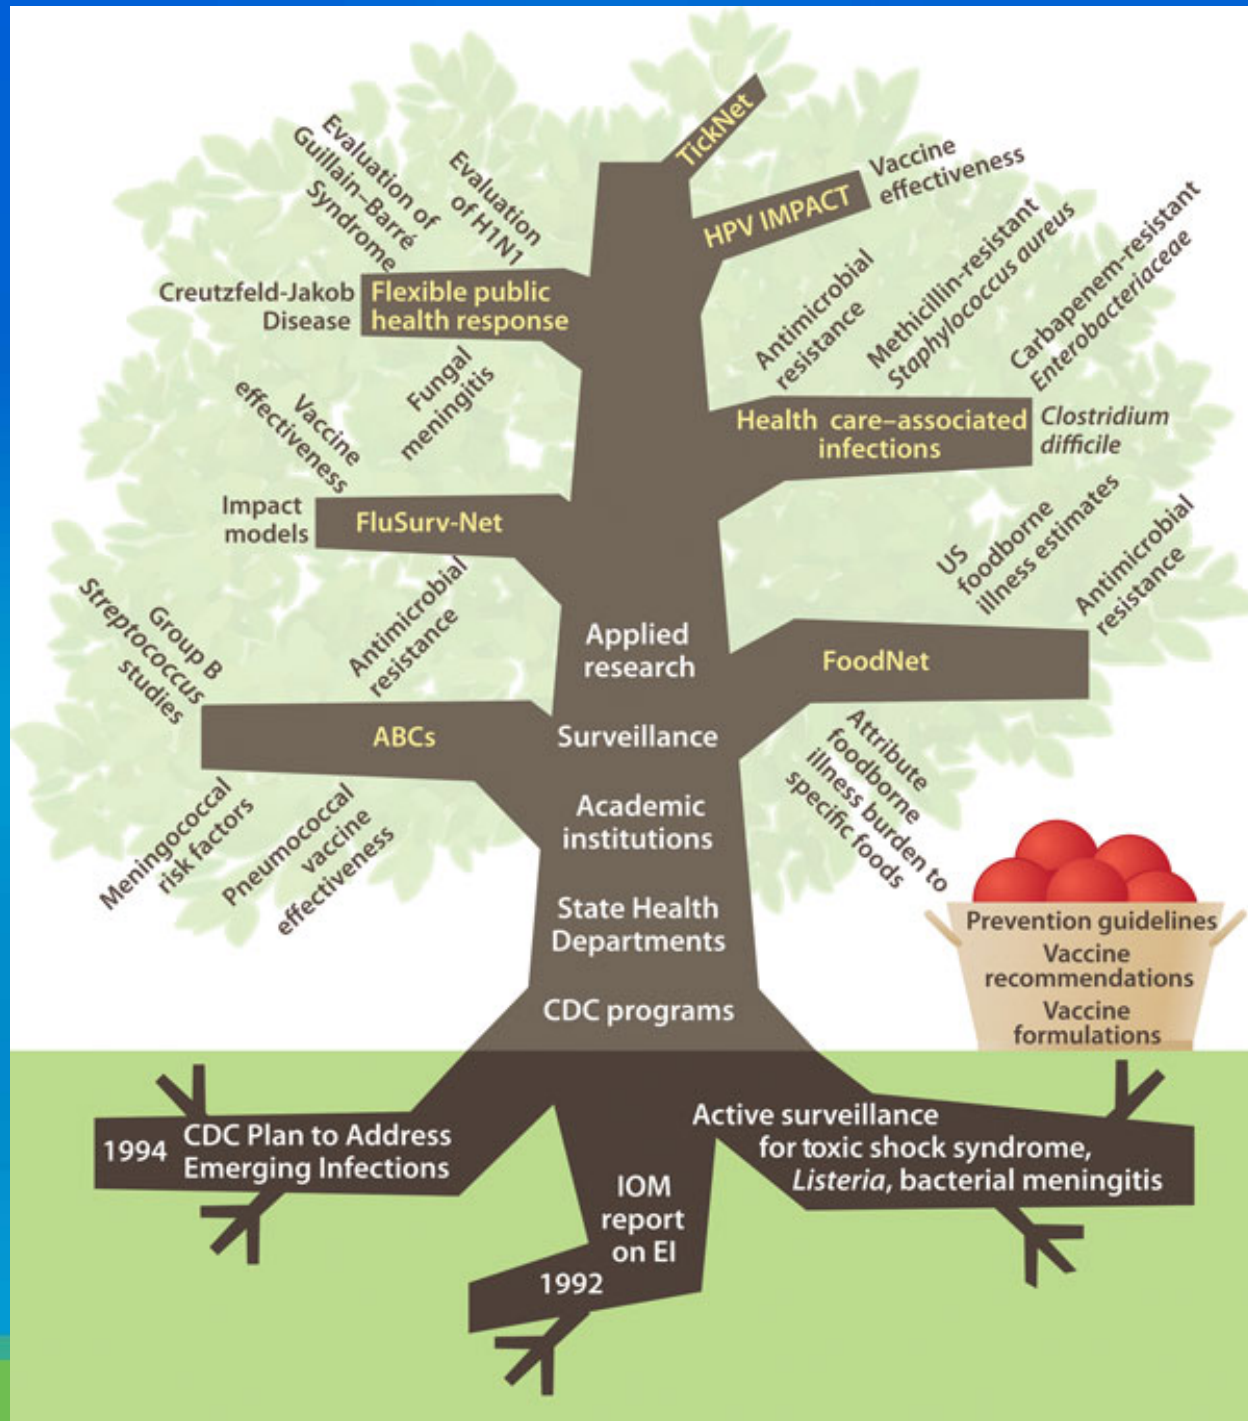 TickNet
HPV IMPACT
Vaccine
effectiveness
Evaluation of
Guillain–Barré
Syndrome
Evaluation
of H1N1
Creutzfeld-Jakob
Disease
Flexible public
health response
Fungal
meningitis
Antimicrobial
resistance
Methicillin-resistant
Staphylococcus aureus
Carbapenem-resistant
Enterobacteriaceae
Health care–associated
infections
Clostridium
difficile
Vaccine
effectiveness
Impact
models
FluSurv-Net
US
foodborne
illness estimates
Antimicrobial
resistance
FoodNet
Attribute
foodborne
illness burden to
specific foods
Group B
Streptococcus
studies
Antimicrobial
resistance
ABCs
Meningococcal
risk factors
Pneumococcal
vaccine
effectiveness
Applied
research
Surveillance
Academic
institutions
State Health
Departments
CDC programs
Prevention guidelines
Vaccine
recommendations
Vaccine
formulations
1994
CDC Plan to Address
Emerging Infections
IOM
report
on EI
1992
Active surveillance
for toxic shock syndrome,
Listeria, bacterial meningitis